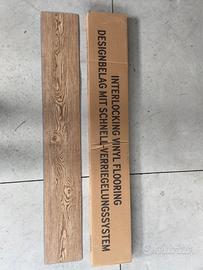 INTERLOCKING VINYL FLOORING
DESIGNBELAG MIT SCHNELL-VERRIEGELUNGSSYSTEM